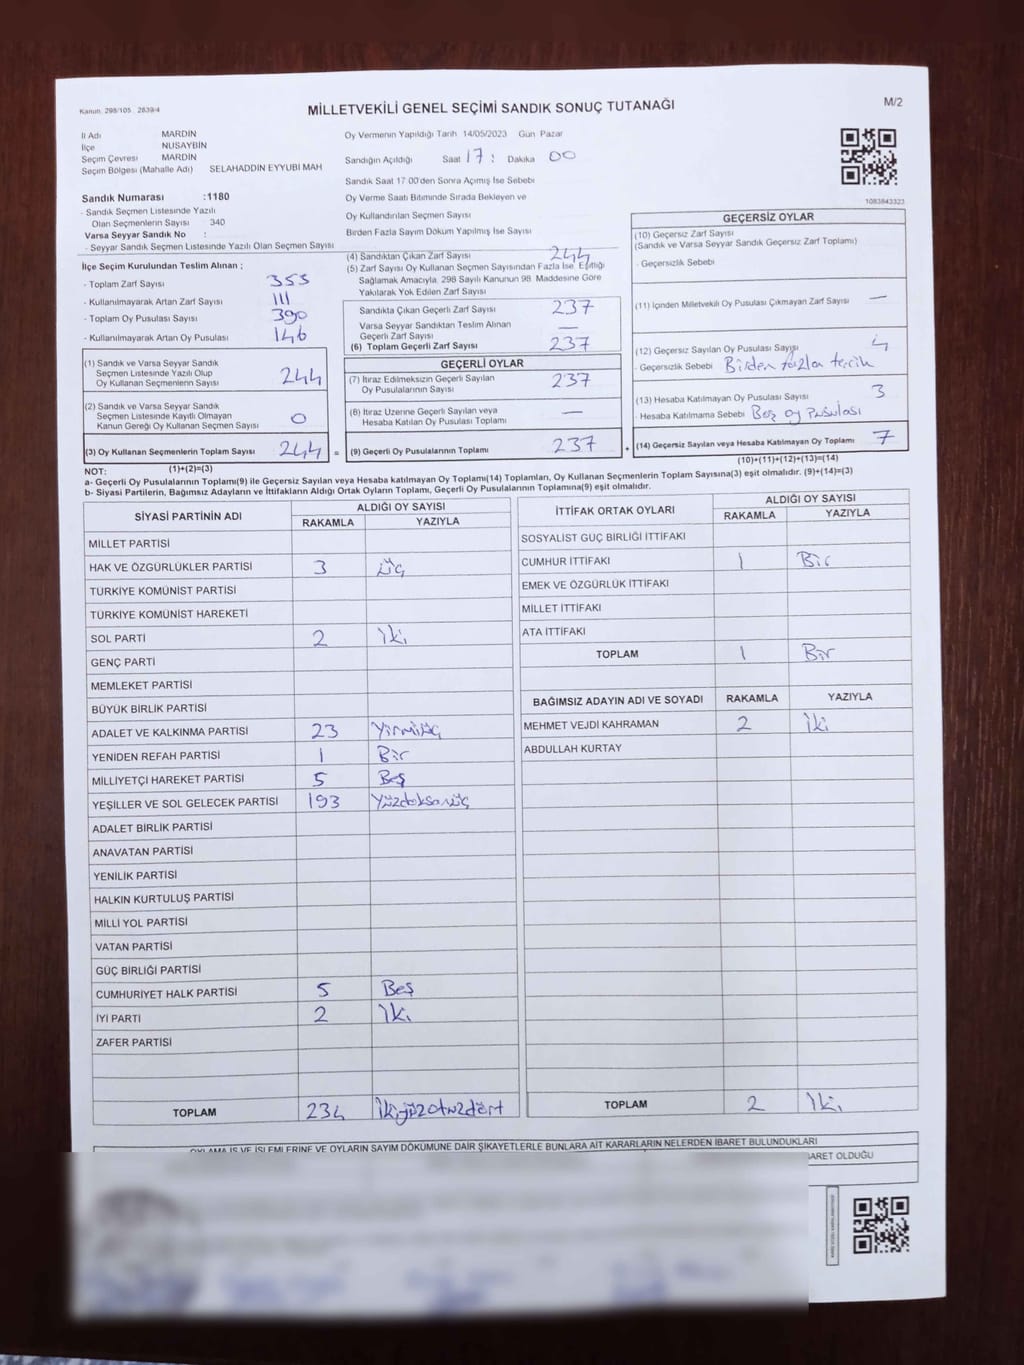 Kanun: 298/105 , 2839/4
MİLLETVEKİLİ GENEL SEÇİMİ SANDIK SONUÇ TUTANAĞI
M/2
İl Adı MARDİN
İlçe NUSAYBİN
Seçim Çevresi MARDİN
Seçim Bölgesi (Mahalle Adı) SELAHADDİN EYYUBİ MAH
Sandık Numarası :1180
- Sandık Seçmen Listesinde Yazılı
Olan Seçmenlerin Sayısı 340
Varsa Seyyar Sandık No :
- Seyyar Sandık Seçmen Listesinde Yazılı Olan Seçmen Sayısı
Oy Vermenin Yapıldığı Tarih 14/05/2023 Gün Pazar
Sandığın Açıldığı Saat 17 : Dakika 00
Sandık Saat 17 00'den Sonra Açılmış İse Sebebi
Oy Verme Saati Bitiminde Sırada Bekleyen ve
Oy Kullandırılan Seçmen Sayısı
Birden Fazla Sayım Döküm Yapılmış İse Sayısı
1083843323
İlçe Seçim Kurulundan Teslim Alınan :
- Toplam Zarf Sayısı 355
- Kullanılmayarak Artan Zarf Sayısı 111
- Toplam Oy Pusulası Sayısı 390
- Kullanılmayarak Artan Oy Pusulası 146
(1) Sandık ve Varsa Seyyar Sandık
Seçmen Listesinde Yazılı Olup
Oy Kullanan Seçmenlerin Sayısı 244
(2) Sandık ve Varsa Seyyar Sandık
Seçmen Listesinde Kayıtlı Olmayan
Kanun Gereği Oy Kullanan Seçmen Sayısı 0
(3) Oy Kullanan Seçmenlerin Toplam Sayısı 244 =
(1)+(2)=(3)
(4) Sandıktan Çıkan Zarf Sayısı 244
(5) Zarf Sayısı Oy Kullanan Seçmen Sayısından Fazla İse, Eşitliği
Sağlamak Amacıyla, 298 Sayılı Kanunun 98. Maddesine Göre
Yakılarak Yok Edilen Zarf Sayısı
Sandıkta Çıkan Geçerli Zarf Sayısı 237
Varsa Seyyar Sandıktan Teslim Alınan
Geçerli Zarf Sayısı —
(6) Toplam Geçerli Zarf Sayısı 237
GEÇERLİ OYLAR
(7) İtiraz Edilmeksizin Geçerli Sayılan
Oy Pusulalarının Sayısı 237
(8) İtiraz Üzerine Geçerli Sayılan veya
Hesaba Katılan Oy Pusulası Toplamı —
(9) Geçerli Oy Pusulalarının Toplamı 237 +
GEÇERSİZ OYLAR
(10) Geçersiz Zarf Sayısı
(Sandık ve Varsa Seyyar Sandık Geçersiz Zarf Toplamı)
- Geçersizlik Sebebi
(11) İçinden Milletvekili Oy Pusulası Çıkmayan Zarf Sayısı —
(12) Geçersiz Sayılan Oy Pusulası Sayısı 4
- Geçersizlik Sebebi Birden fazla tercih
(13) Hesaba Katılmayan Oy Pusulası Sayısı 3
- Hesaba Katılmama Sebebi Boş oy pusulası
(14) Geçersiz Sayılan veya Hesaba Katılmayan Oy Toplamı 7
(10)+(11)+(12)+(13)=(14)
NOT:
a- Geçerli Oy Pusulalarının Toplamı(9) ile Geçersiz Sayılan veya Hesaba katılmayan Oy Toplamı(14) Toplamları, Oy Kullanan Seçmenlerin Toplam Sayısına(3) eşit olmalıdır. (9)+(14)=(3)
b- Siyasi Partilerin, Bağımsız Adayların ve İttifakların Aldığı Ortak Oyların Toplamı, Geçerli Oy Pusulalarının Toplamına(9) eşit olmalıdır.
SİYASİ PARTİNİN ADI ALDIĞI OY SAYISI
RAKAMLA YAZIYLA
MİLLET PARTİSİ
HAK VE ÖZGÜRLÜKLER PARTİSİ 3 üç
TÜRKİYE KOMÜNİST PARTİSİ
TÜRKİYE KOMÜNİST HAREKETİ
SOL PARTİ 2 İki
GENÇ PARTİ
MEMLEKET PARTİSİ
BÜYÜK BİRLİK PARTİSİ
ADALET VE KALKINMA PARTİSİ 23 Yirmiüç
YENİDEN REFAH PARTİSİ 1 Bir
MİLLİYETÇİ HAREKET PARTİSİ 5 Beş
YEŞİLLER VE SOL GELECEK PARTİSİ 193 Yüzdoksanüç
ADALET BİRLİK PARTİSİ
ANAVATAN PARTİSİ
YENİLİK PARTİSİ
HALKIN KURTULUŞ PARTİSİ
MİLLİ YOL PARTİSİ
VATAN PARTİSİ
GÜÇ BİRLİĞİ PARTİSİ
CUMHURİYET HALK PARTİSİ 5 Beş
İYİ PARTİ 2 İki
ZAFER PARTİSİ
TOPLAM 234 İkiyüzotuzdört
İTTİFAK ORTAK OYLARI ALDIĞI OY SAYISI
RAKAMLA YAZIYLA
SOSYALİST GÜÇ BİRLİĞİ İTTİFAKI
CUMHUR İTTİFAKI 1 Bir
EMEK VE ÖZGÜRLÜK İTTİFAKI
MİLLET İTTİFAKI
ATA İTTİFAKI
TOPLAM 1 Bir
BAĞIMSIZ ADAYIN ADI VE SOYADI RAKAMLA YAZIYLA
MEHMET VEJDİ KAHRAMAN 2 İki
ABDULLAH KURTAY
TOPLAM 2 İki
OYLAMA İŞ VE İŞLEMLERİNE VE OYLARIN SAYIM DÖKÜMÜNE DAİR ŞİKAYETLERLE BUNLARA AİT KARARLARIN NELERDEN İBARET BULUNDUKLARI
İBARET OLDUĞU